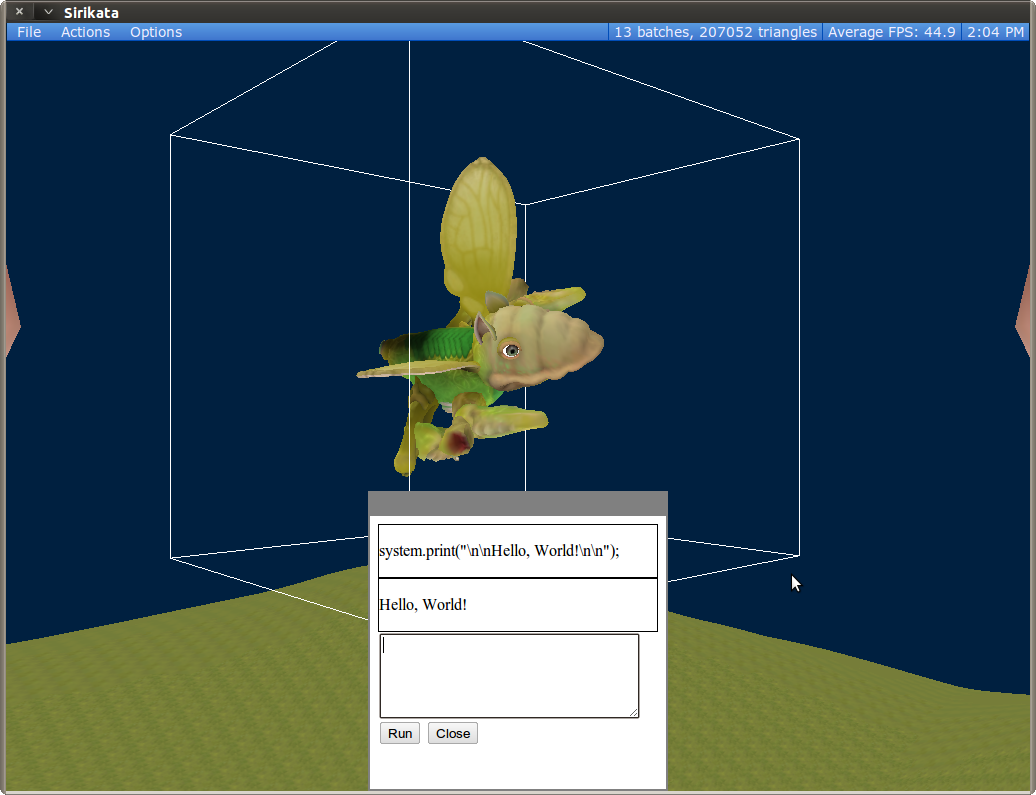 Sirikata
File Actions Options 13 batches, 207052 triangles Average FPS: 44.9 2:04 PM
system.print("\n\nHello, World!\n\n");
Hello, World!
Run Close